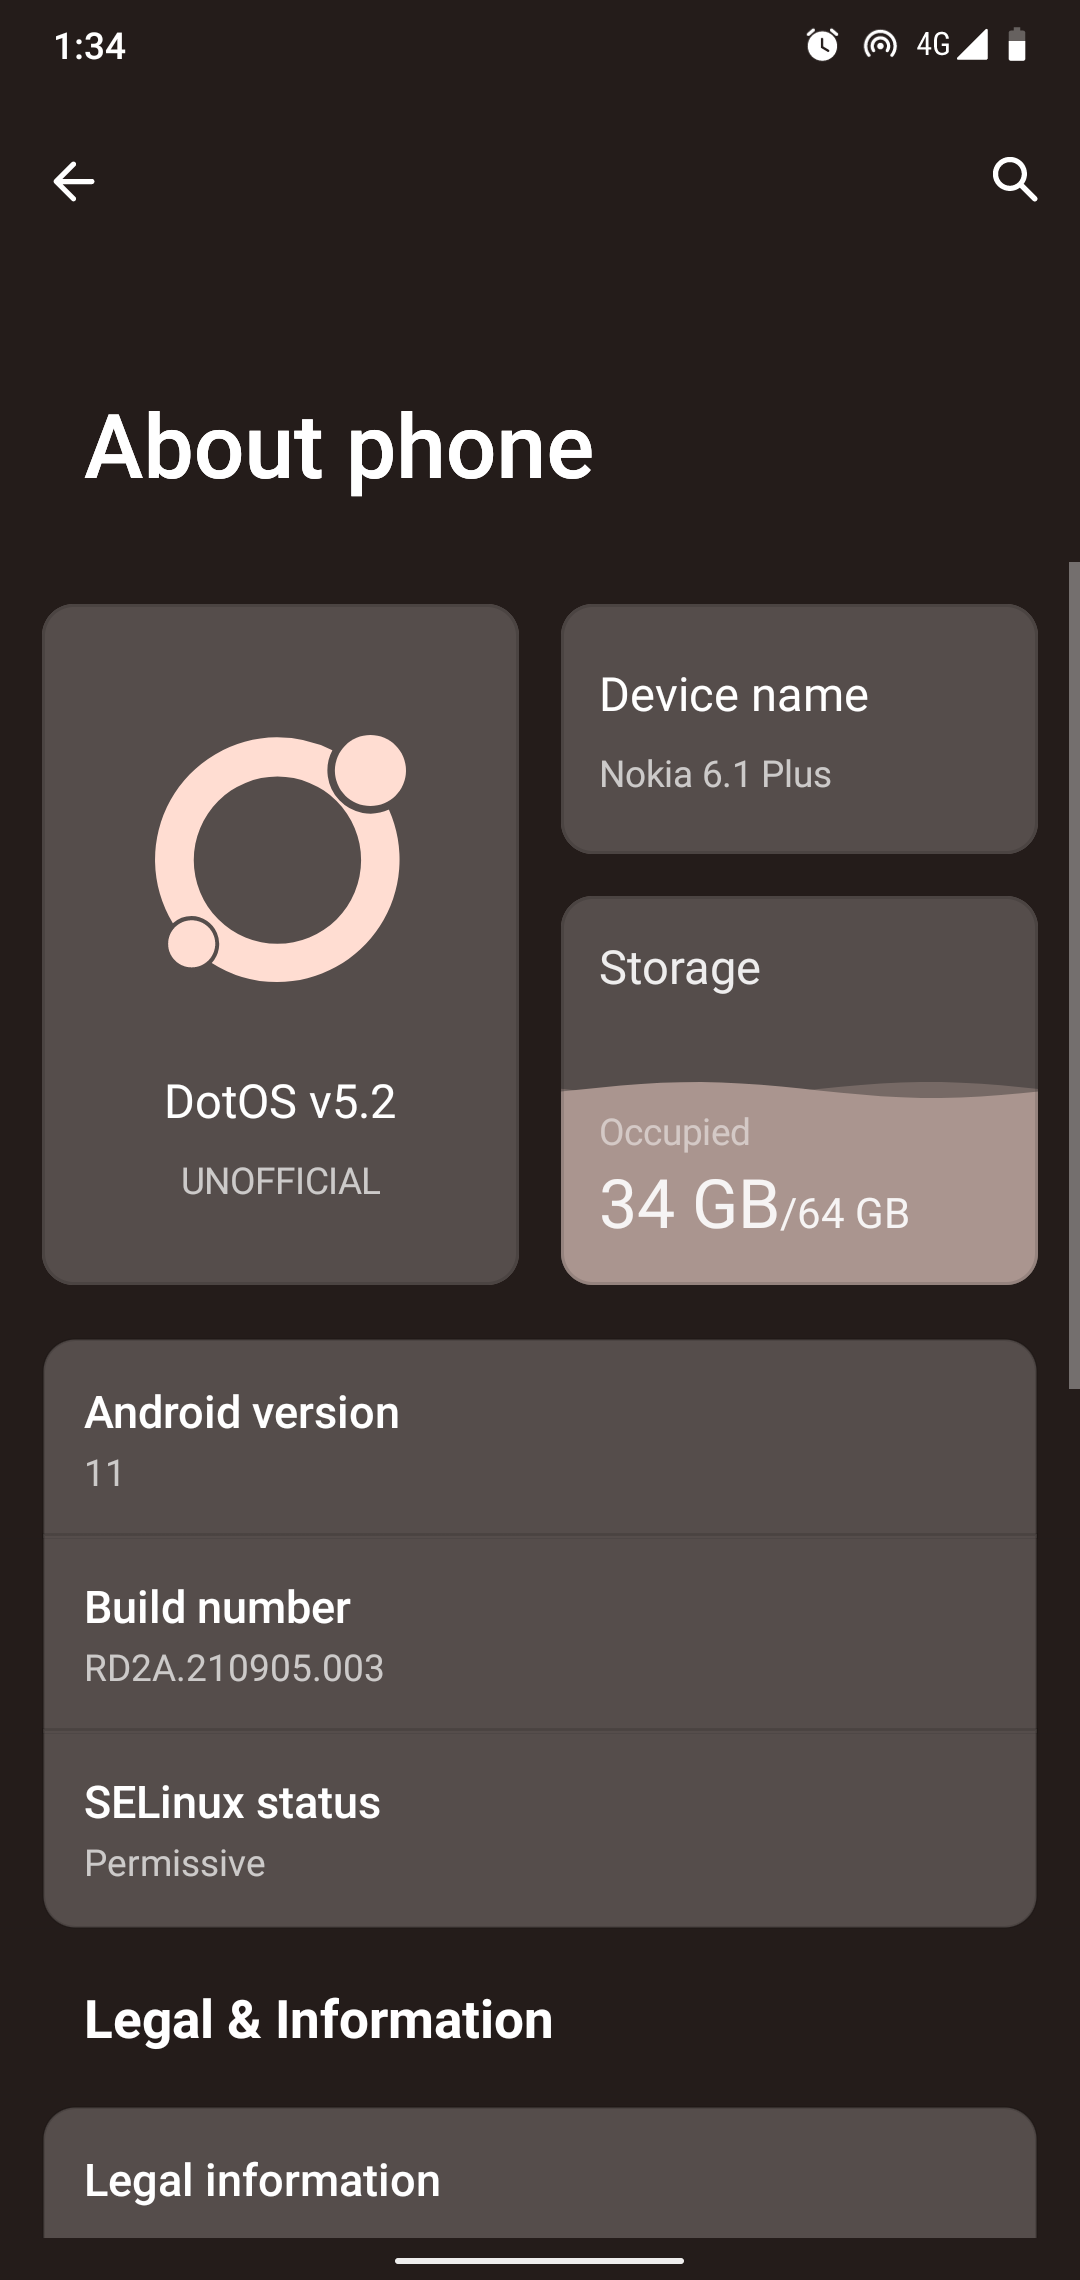 1:34
4G
About phone
DotOS v5.2
UNOFFICIAL
Device name
Nokia 6.1 Plus
Storage
Occupied
34 GB/64 GB
Android version
11
Build number
RD2A.210905.003
SELinux status
Permissive
Legal & Information
Legal information